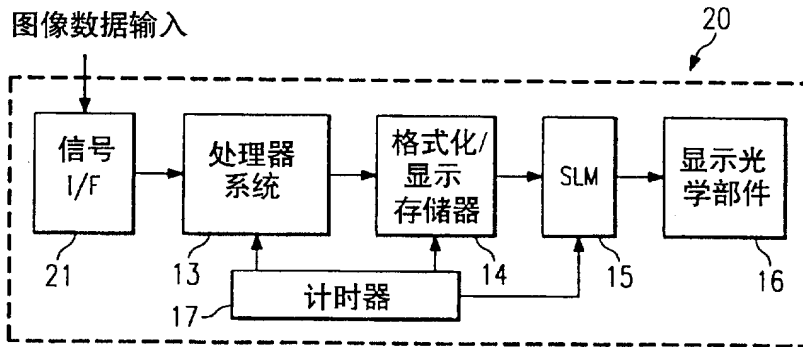 图像数据输入
20
信号
I/F
处理器
系统
格式化/
显示
存储器
SLM
显示光
学部件
21
13
14
15
16
17
计时器